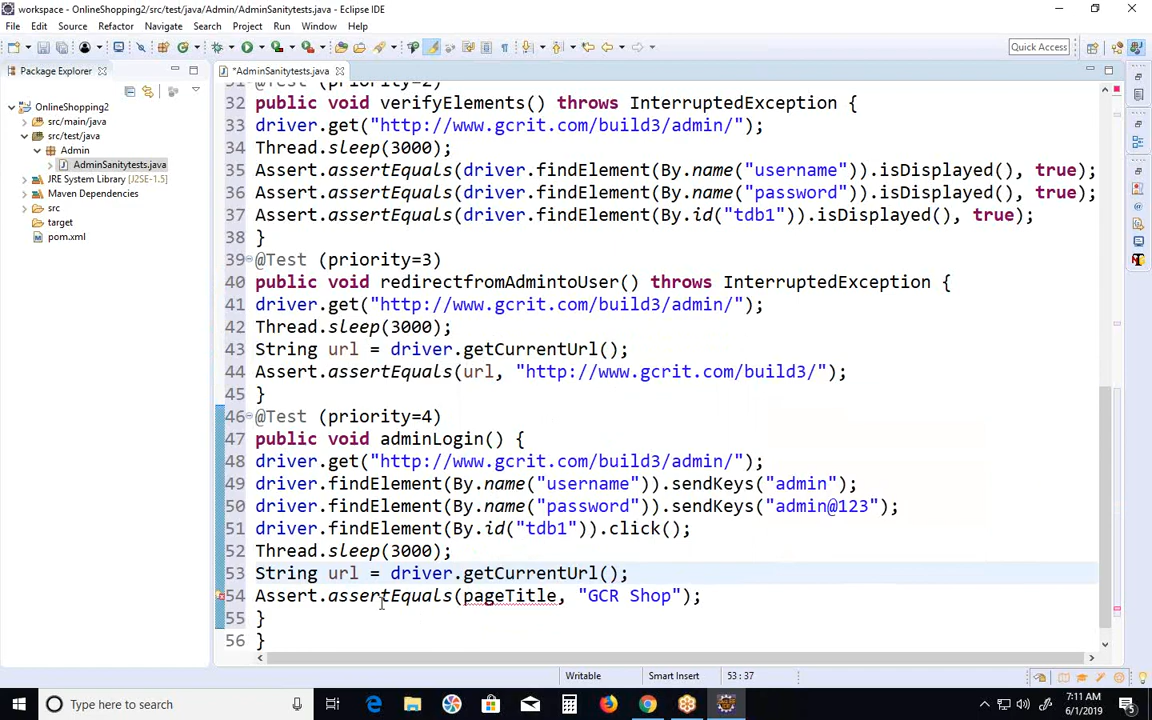 workspace - OnlineShopping2/src/test/java/Admin/AdminSanitytests.java - Eclipse IDE
File Edit Source Refactor Navigate Search Project Run Window Help
Quick Access
Package Explorer
*AdminSanitytests.java
OnlineShopping2
src/main/java
src/test/java
Admin
AdminSanitytests.java
JRE System Library [J2SE-1.5]
Maven Dependencies
src
target
pom.xml
31 @Test (priority=2)
32 public void verifyElements() throws InterruptedException {
33 driver.get("http://www.gcrit.com/build3/admin/");
34 Thread.sleep(3000);
35 Assert.assertEquals(driver.findElement(By.name("username")).isDisplayed(), true);
36 Assert.assertEquals(driver.findElement(By.name("password")).isDisplayed(), true);
37 Assert.assertEquals(driver.findElement(By.id("tdb1")).isDisplayed(), true);
38 }
39 @Test (priority=3)
40 public void redirectfromAdmintoUser() throws InterruptedException {
41 driver.get("http://www.gcrit.com/build3/admin/");
42 Thread.sleep(3000);
43 String url = driver.getCurrentUrl();
44 Assert.assertEquals(url, "http://www.gcrit.com/build3/");
45 }
46 @Test (priority=4)
47 public void adminLogin() {
48 driver.get("http://www.gcrit.com/build3/admin/");
49 driver.findElement(By.name("username")).sendKeys("admin");
50 driver.findElement(By.name("password")).sendKeys("admin@123");
51 driver.findElement(By.id("tdb1")).click();
52 Thread.sleep(3000);
53 String url = driver.getCurrentUrl();
54 Assert.assertEquals(pageTitle, "GCR Shop");
55 }
56 }
Writable Smart Insert 53 : 37
Type here to search
7:11 AM
6/1/2019
5